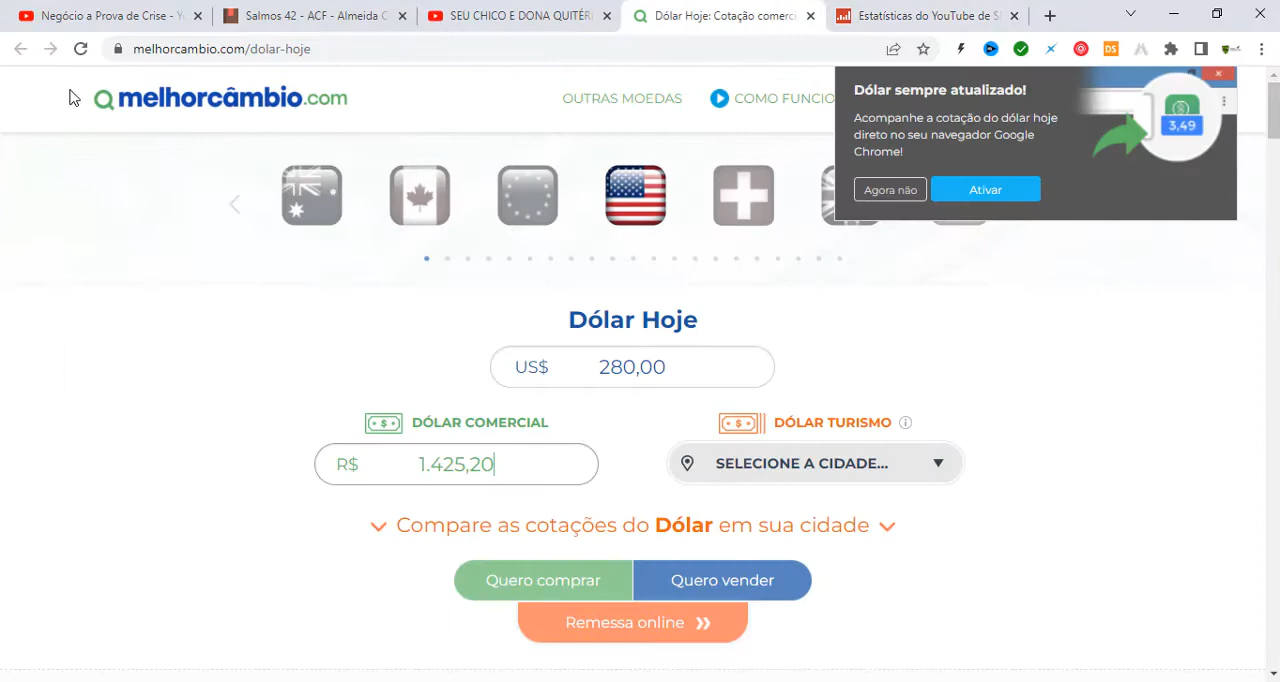 Negócio a Prova de Crise - Yo
Salmos 42 - ACF - Almeida C
SEU CHICO E DONA QUITÉRI
Dólar Hoje: Cotação comerci
Estatísticas do YouTube de S
melhorcambio.com/dolar-hoje
DS
melhorcâmbio.com
OUTRAS MOEDAS
COMO FUNCIO
Dólar sempre atualizado!
Acompanhe a cotação do dólar hoje
direto no seu navegador Google
Chrome!
Agora não
Ativar
3,49
Dólar Hoje
US$ 280,00
DÓLAR COMERCIAL
DÓLAR TURISMO
R$ 1.425,20
SELECIONE A CIDADE...
Compare as cotações do Dólar em sua cidade
Quero comprar
Quero vender
Remessa online